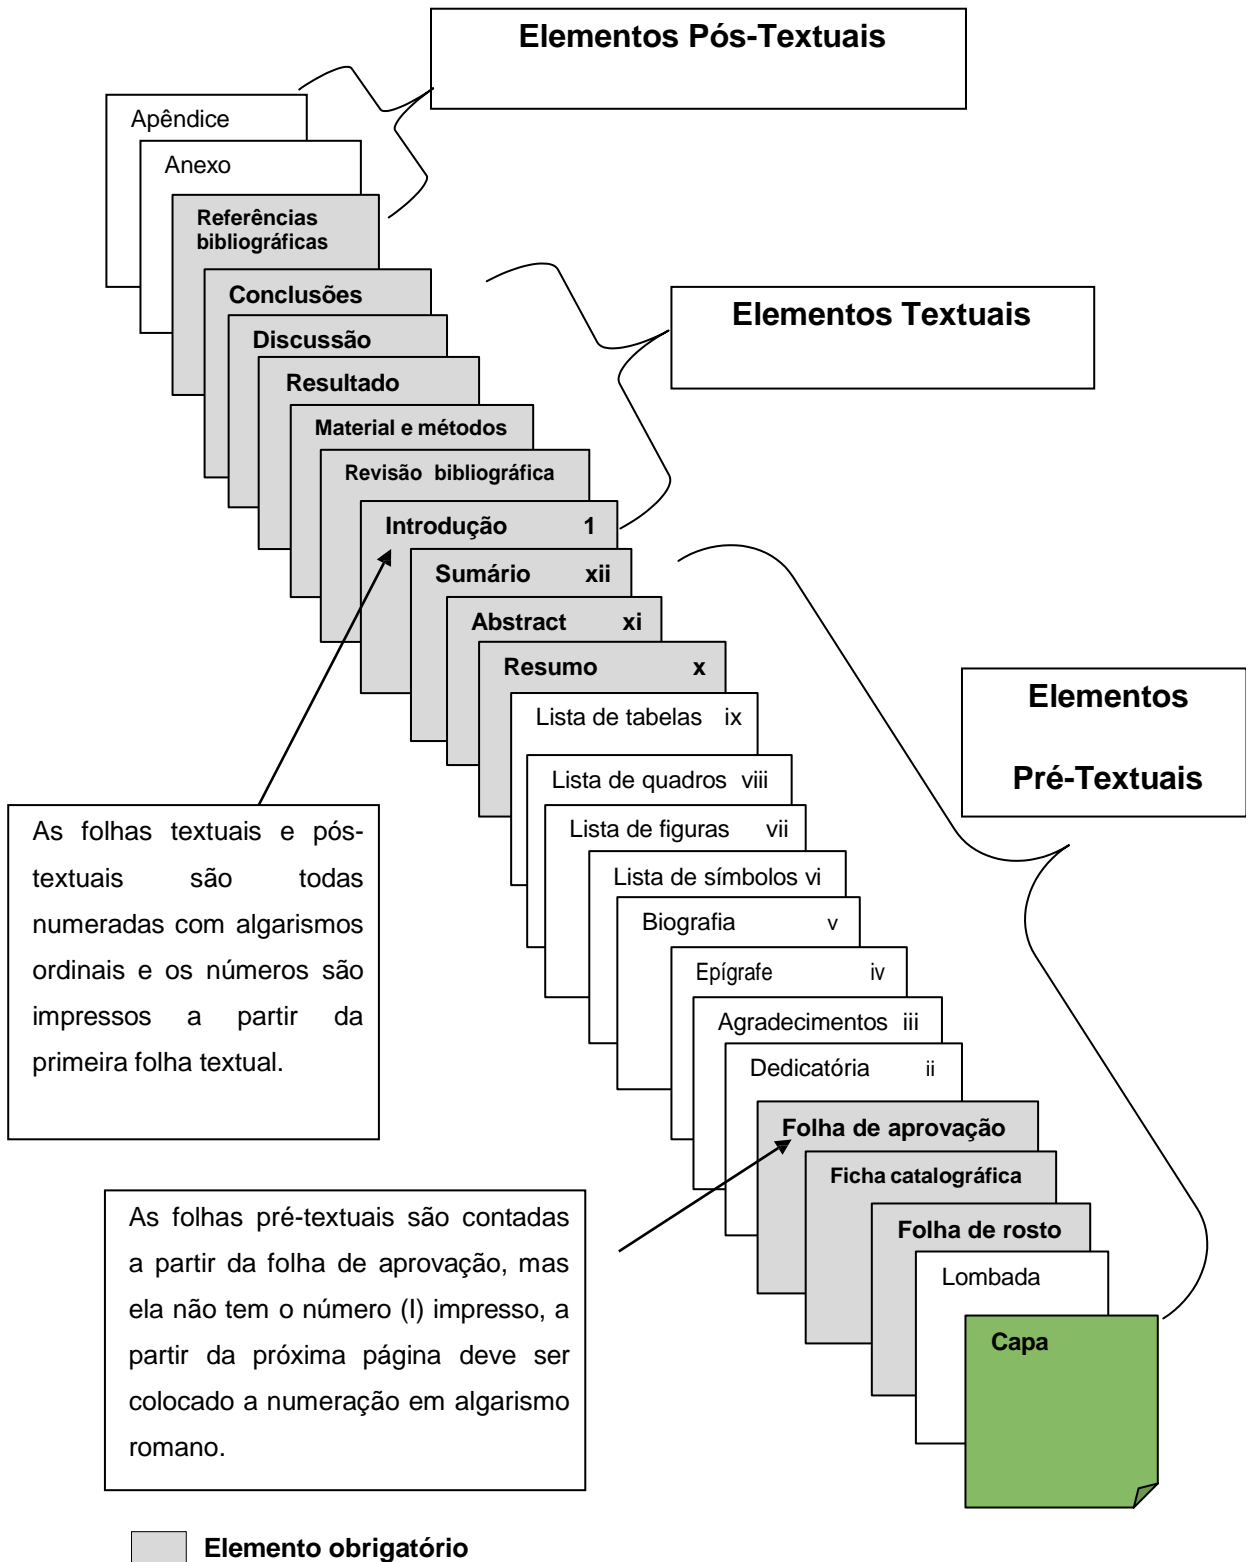 Elementos Pós-Textuais
Apêndice
Anexo
Referências
bibliográficas
Conclusões
Elementos Textuais
Discussão
Resultado
Material e métodos
Revisão bibliográfica
Introdução 1
Sumário xii
Abstract xi
Resumo x
Elementos
Pré-Textuais
Lista de tabelas ix
Lista de quadros viii
Lista de figuras vii
Lista de símbolos vi
Biografia v
Epígrafe iv
Agradecimentos iii
Dedicatória ii
Folha de aprovação
Ficha catalográfica
Folha de rosto
Lombada
Capa
As folhas textuais e pós-
textuais são todas
numeradas com algarismos
ordinais e os números são
impressos a partir da
primeira folha textual.
As folhas pré-textuais são contadas
a partir da folha de aprovação, mas
ela não tem o número (I) impresso, a
partir da próxima página deve ser
colocado a numeração em algarismo
romano.
Elemento obrigatório